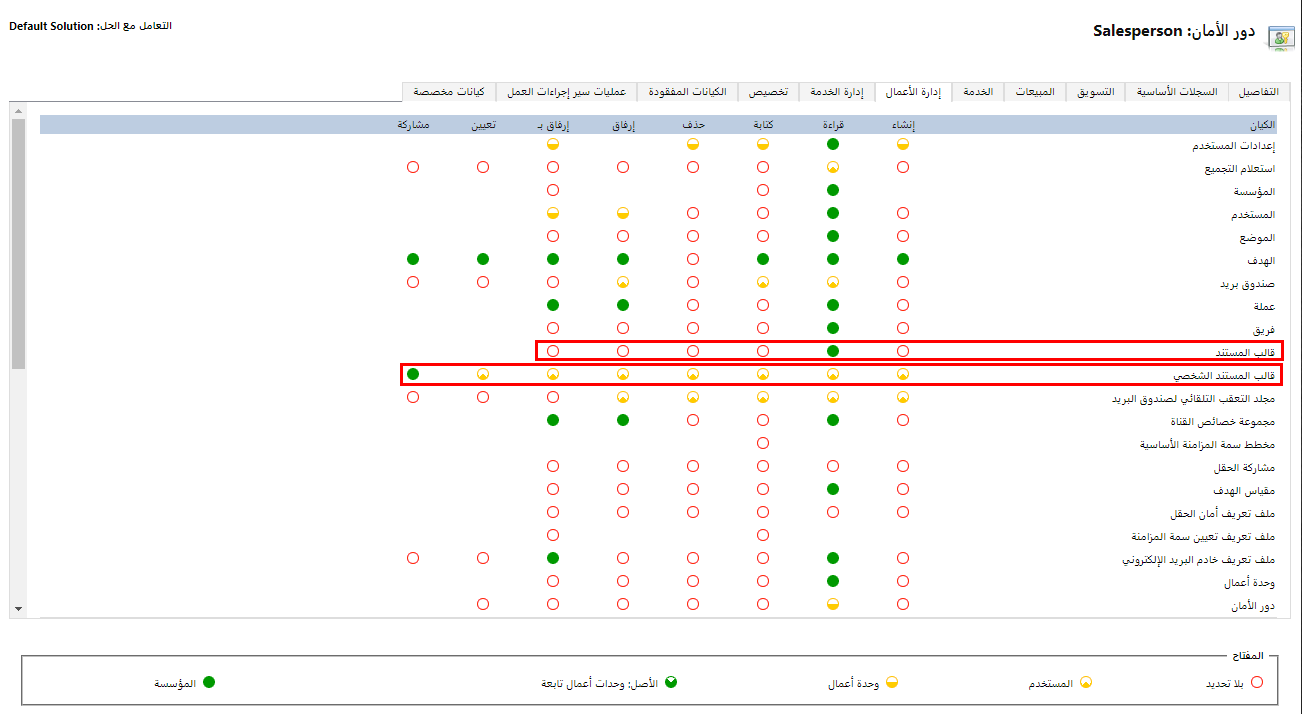 دور الأمان: Salesperson
التعامل مع الحل: Default Solution
التفاصيل السجلات الأساسية التسويق المبيعات الخدمة إدارة الأعمال إدارة الخدمة تخصيص الكيانات المفقودة عمليات سير إجراءات العمل كيانات مخصصة
الكيان إنشاء قراءة كتابة حذف إرفاق إرفاق بـ تعيين مشاركة
إعدادات المستخدم
استعلام التجميع
المؤسسة
المستخدم
الموضع
الهدف
صندوق بريد
عملة
فريق
قالب المستند
قالب المستند الشخصي
مجلد التعقب التلقائي لصندوق البريد
مجموعة خصائص القناة
مخطط سمة المزامنة الأساسية
مشاركة الحقل
مقياس الهدف
ملف تعريف أمان الحقل
ملف تعريف تعيين سمة المزامنة
ملف تعريف خادم البريد الإلكتروني
وحدة أعمال
دور الأمان
المفتاح
بلا تحديد المستخدم وحدة أعمال الأصل: وحدات أعمال تابعة المؤسسة